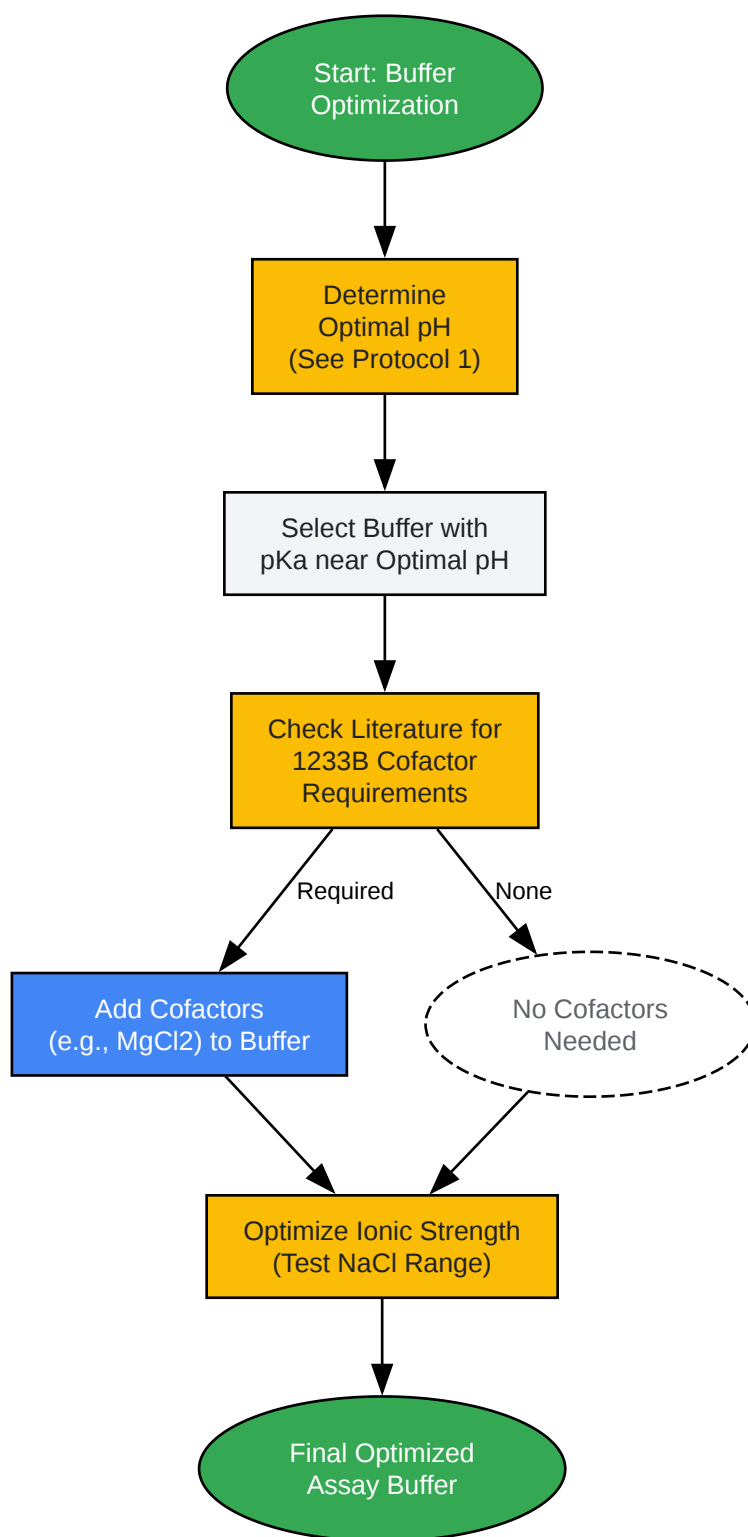 Start: Buffer
Optimization
Determine
Optimal pH
(See Protocol 1)
Select Buffer with
pKa near Optimal pH
Check Literature for
1233B Cofactor
Requirements
Required
None
Add Cofactors
(e.g., MgCl2) to Buffer
No Cofactors
Needed
Optimize Ionic Strength
(Test NaCl Range)
Final Optimized
Assay Buffer